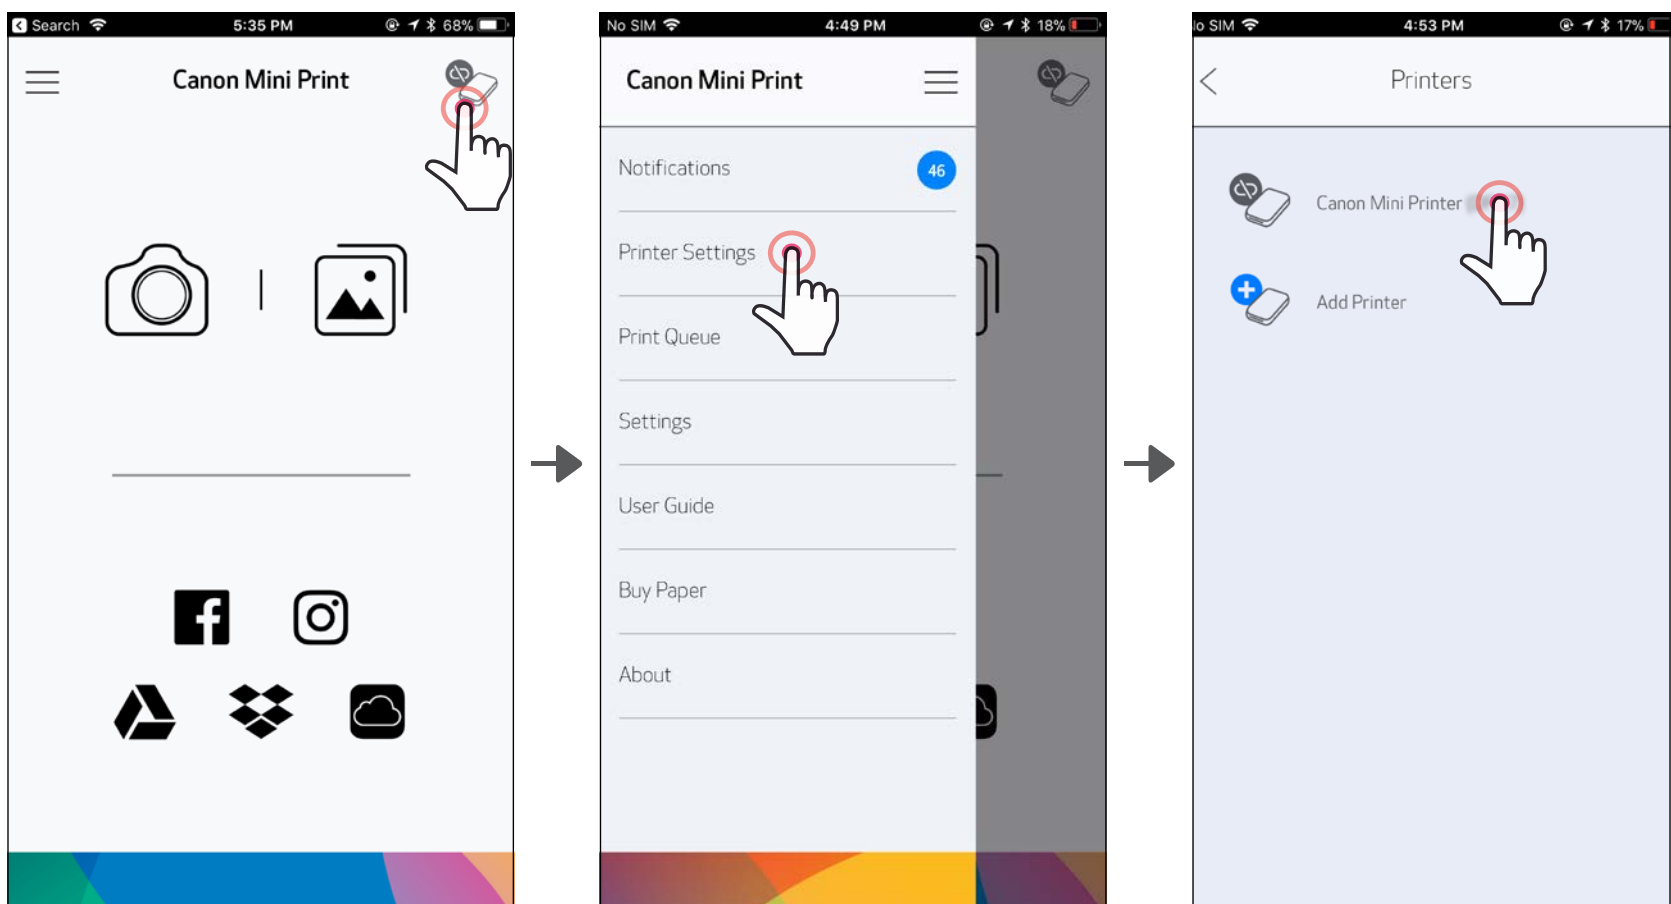 Search 5:35 PM 68%
Canon Mini Print
No SIM 4:49 PM 18%
Canon Mini Print
Notifications 46
Printer Settings
Print Queue
Settings
User Guide
Buy Paper
About
lo SIM 4:53 PM 17%
Printers
Canon Mini Printer
Add Printer